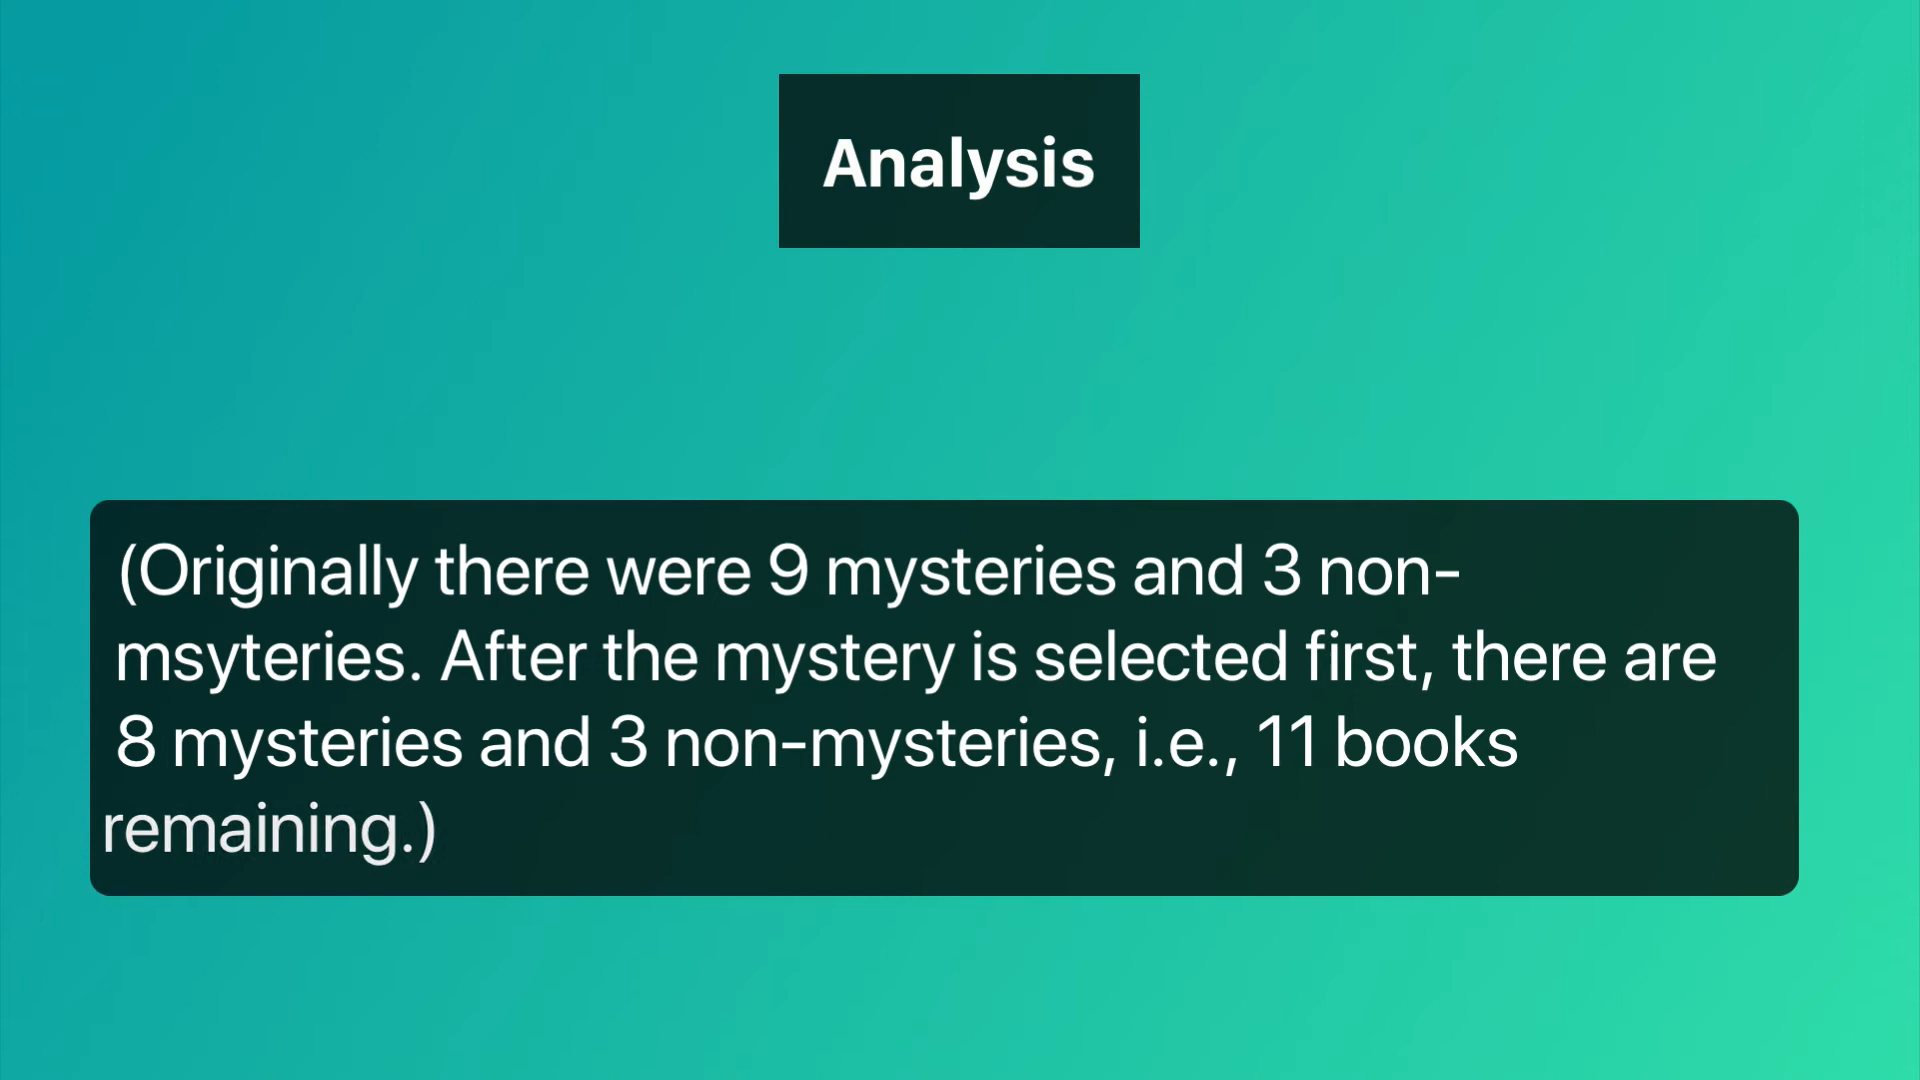 Analysis
(Originally there were 9 mysteries and 3 non-
msyteries. After the mystery is selected first, there are
8 mysteries and 3 non-mysteries, i.e., 11 books
remaining.)